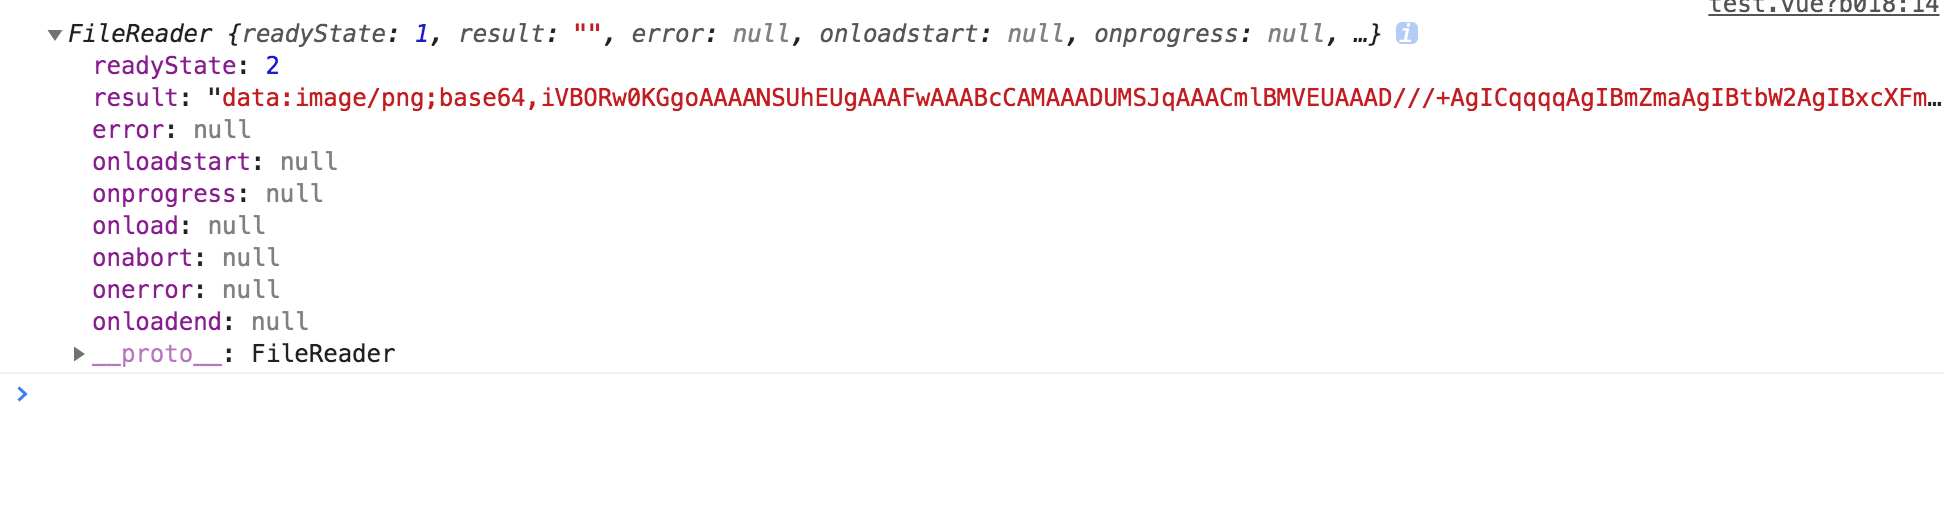 test.vue?b018:14
▼FileReader {readyState: 1, result: "", error: null, onloadstart: null, onprogress: null, …} i
readyState: 2
result: "data:image/png;base64,iVBORw0KGgoAAAANSUhEUgAAAFwAAABcCAMAAADUMSJqAAACmlBMVEUAAAD///+AgICqqqqAgIBmZmaAgIBtbW2AgIBxcXFm…
error: null
onloadstart: null
onprogress: null
onload: null
onabort: null
onerror: null
onloadend: null
▶__proto__: FileReader
>